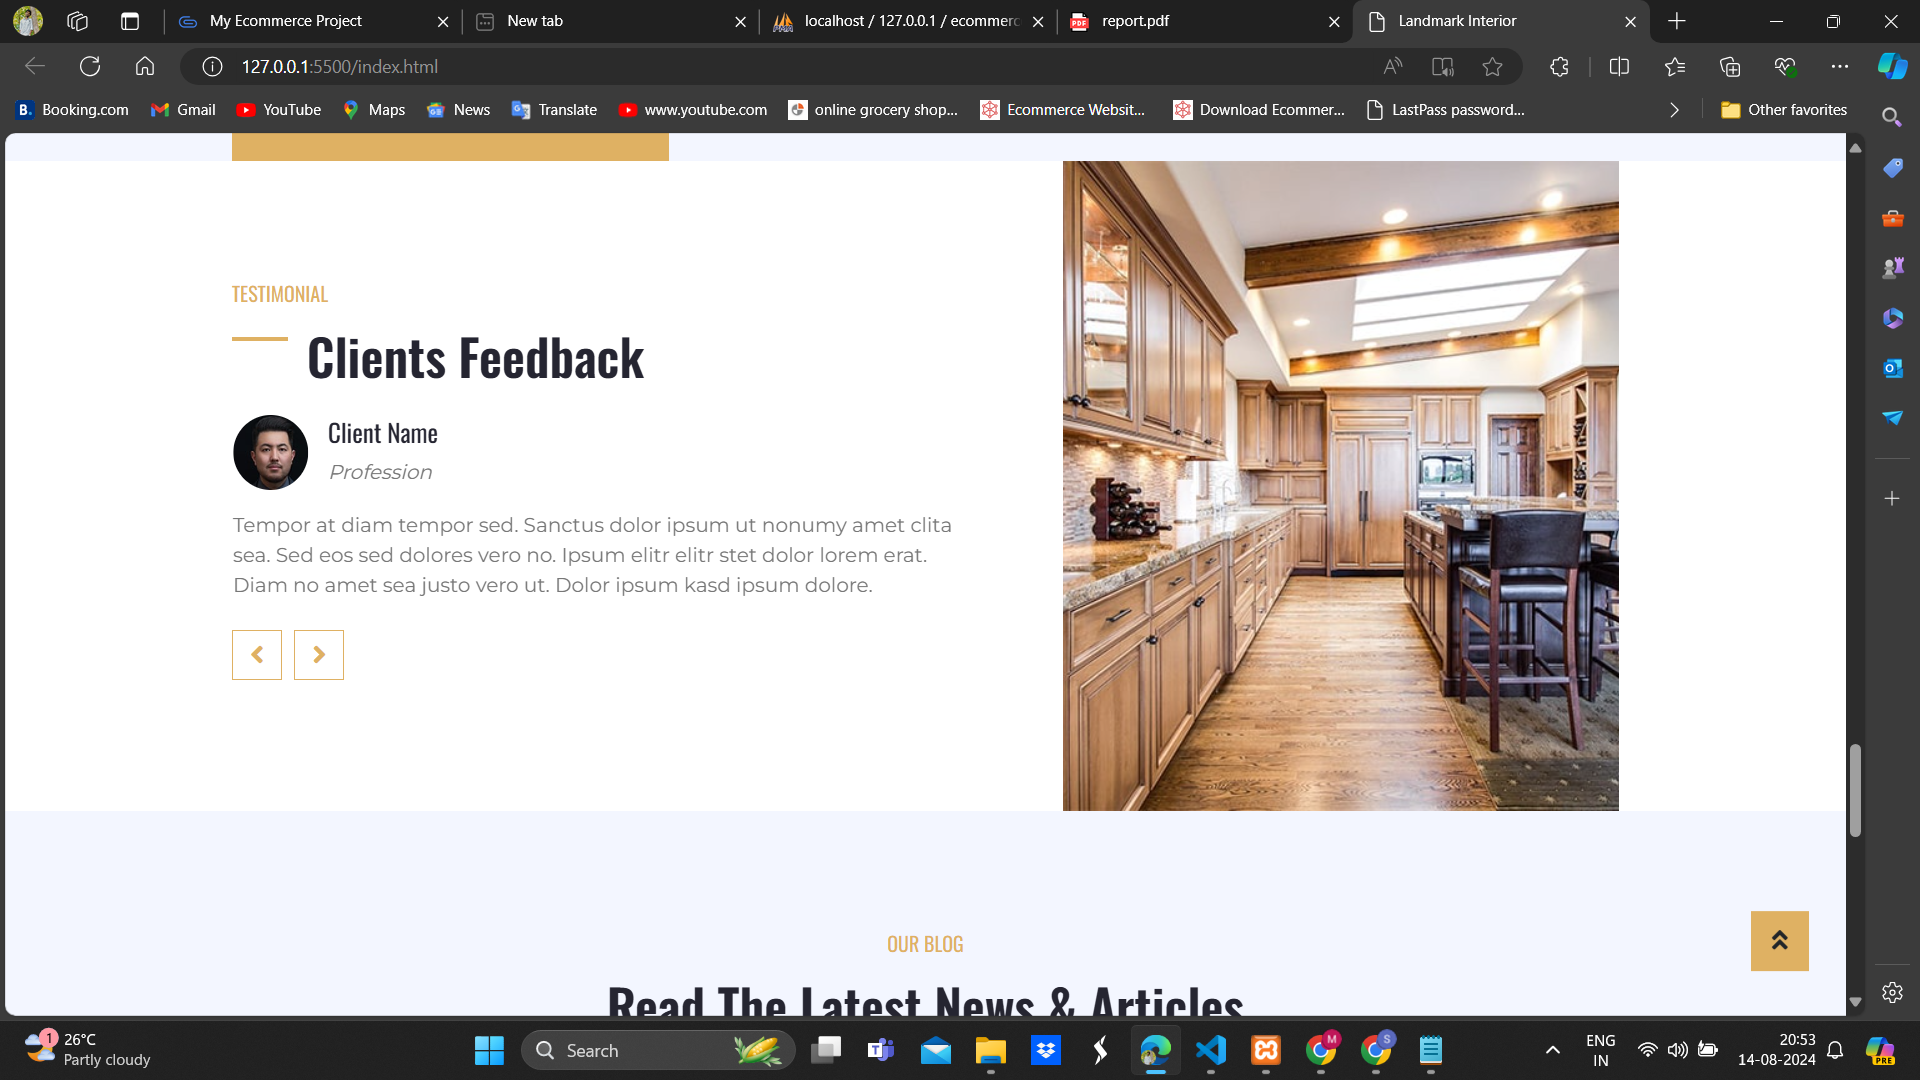 My Ecommerce Project
New tab
localhost / 127.0.0.1 / ecommerc
report.pdf
Landmark Interior
127.0.0.1:5500/index.html
Booking.com
Gmail
YouTube
Maps
News
Translate
www.youtube.com
online grocery shop...
Ecommerce Websit...
Download Ecommer...
LastPass password...
Other favorites
TESTIMONIAL
Clients Feedback
Client Name
Profession
Tempor at diam tempor sed. Sanctus dolor ipsum ut nonumy amet clita
sea. Sed eos sed dolores vero no. Ipsum elitr elitr stet dolor lorem erat.
Diam no amet sea justo vero ut. Dolor ipsum kasd ipsum dolore.
OUR BLOG
Read The Latest News & Articles
1
26°C
Partly cloudy
Search
M
S
ENG
IN
20:53
14-08-2024
PRE